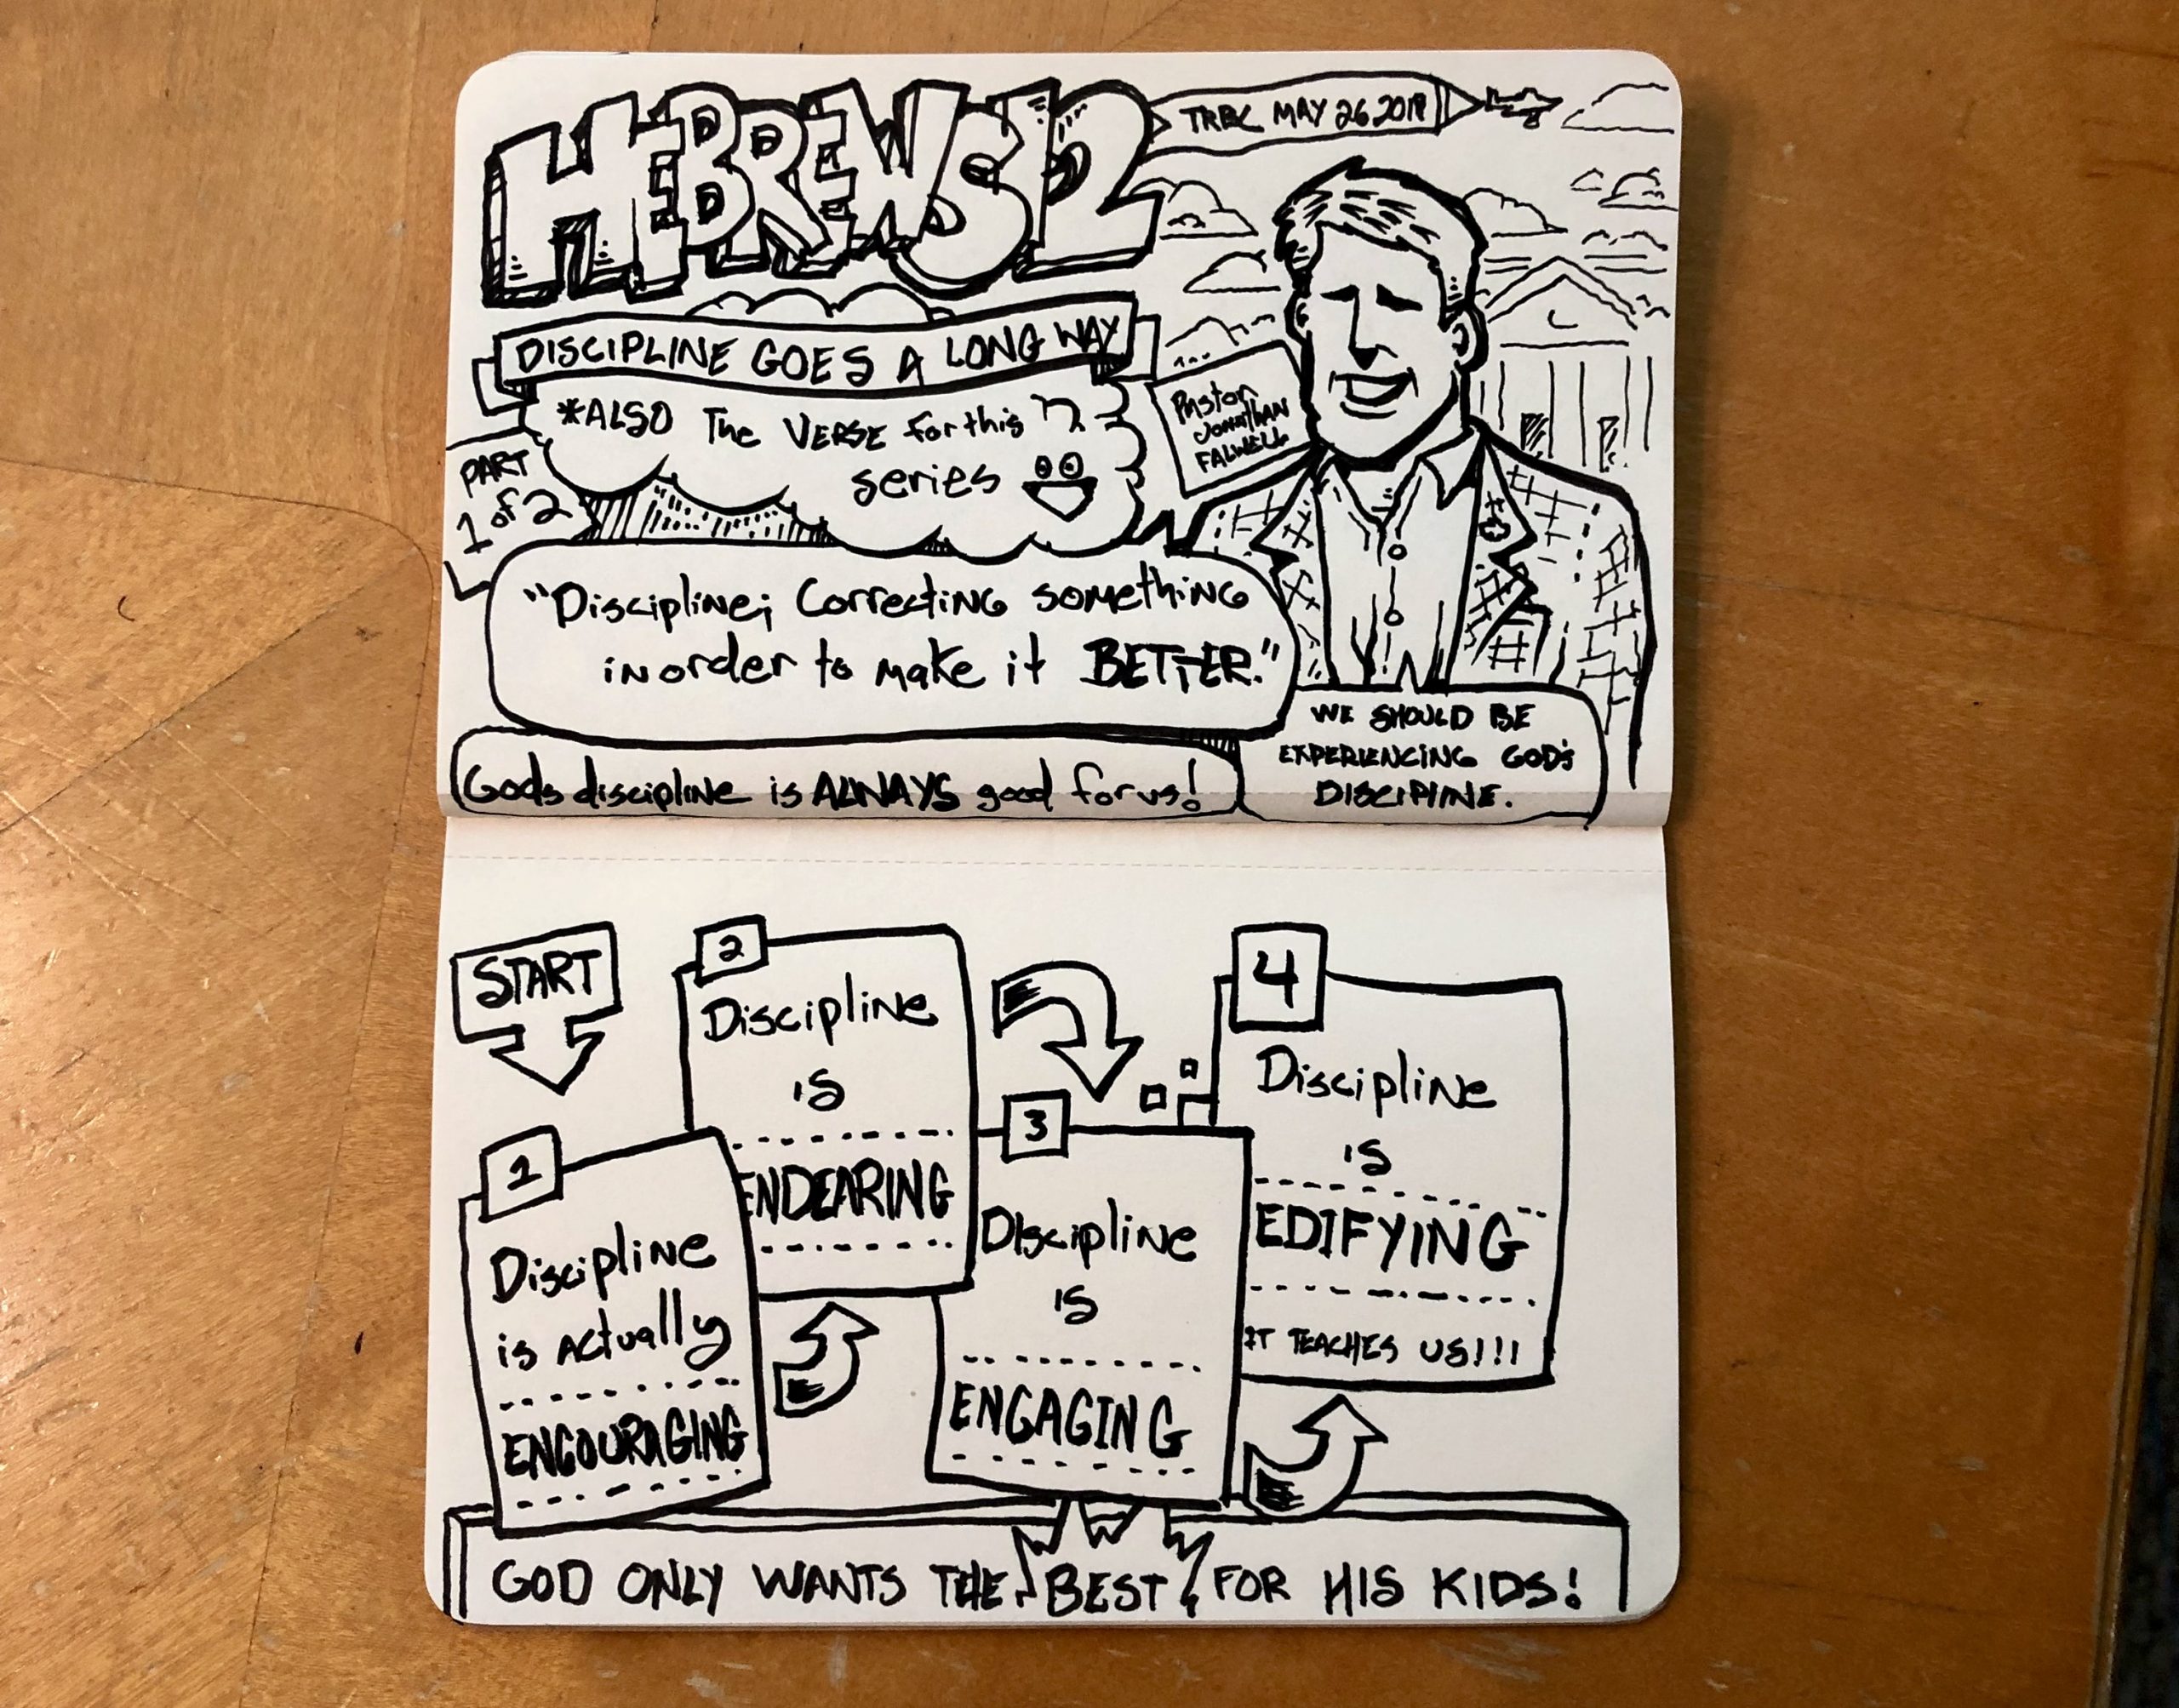 HEBREWS 12
TRBC MAY 26 2019
DISCIPLINE GOES A LONG WAY
*ALSO The VERSE for this
series
PART
1 of 2
Pastor
Jonathan
FALWELL
"Discipline; Correcting something
in order to make it BETTER."
Gods discipline is ALWAYS good for us!
WE SHOULD BE
EXPERIENCING GOD'S
DISCIPLINE.
START
1
Discipline
is actually
ENCOURAGING
2
Discipline
is
ENDEARING
3
Discipline
is
ENGAGING
4
Discipline
is
EDIFYING
IT TEACHES US!!!
GOD ONLY WANTS THE BEST FOR HIS KIDS!